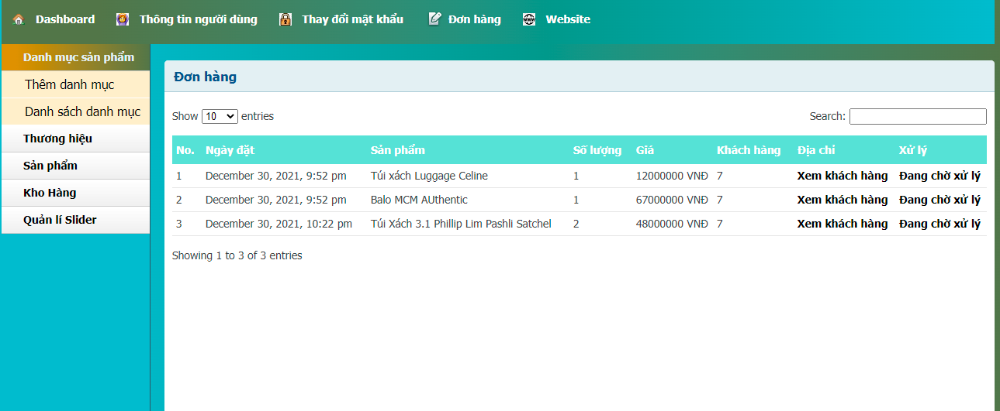 Dashboard Thông tin người dùng Thay đổi mật khẩu Đơn hàng Website
Danh mục sản phẩm
Thêm danh mục
Danh sách danh mục
Thương hiệu
Sản phẩm
Kho Hàng
Quản lí Slider
Đơn hàng
Show 10 entries Search:
No. Ngày đặt Sản phẩm Số lượng Giá Khách hàng Địa chỉ Xử lý
1 December 30, 2021, 9:52 pm Túi xách Luggage Celine 1 12000000 VNĐ 7 Xem khách hàng Đang chờ xử lý
2 December 30, 2021, 9:52 pm Balo MCM AUthentic 1 67000000 VNĐ 7 Xem khách hàng Đang chờ xử lý
3 December 30, 2021, 10:22 pm Túi Xách 3.1 Phillip Lim Pashli Satchel 2 48000000 VNĐ 7 Xem khách hàng Đang chờ xử lý
Showing 1 to 3 of 3 entries